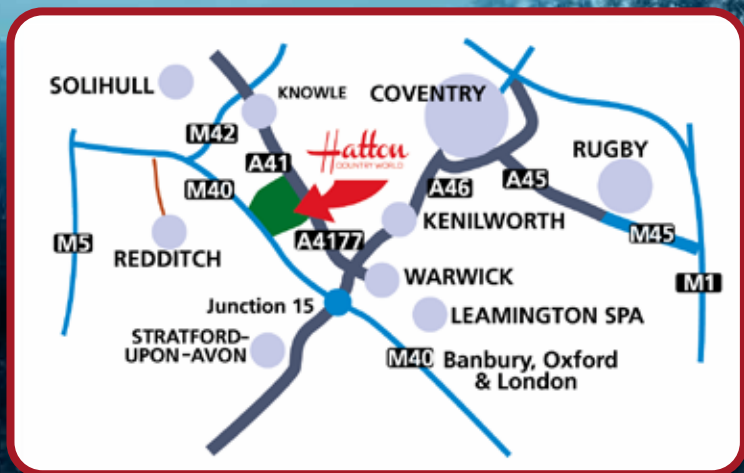 SOLIHULL
KNOWLE
COVENTRY
M42
Hatton
COUNTRY WORLD
RUGBY
A41
M40
A46
A45
KENILWORTH
M5
REDDITCH
A4177
M45
WARWICK
M1
Junction 15
LEAMINGTON SPA
STRATFORD-
UPON-AVON
M40 Banbury, Oxford
& London